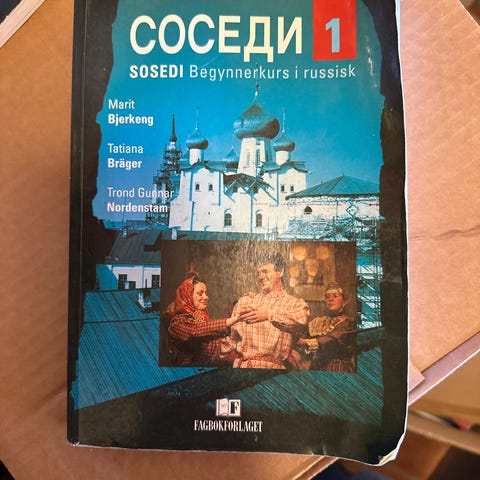 СОСЕДИ 1
SOSEDI Begynnerkurs i russisk
Marit
Bjerkeng
Tatiana
Bräger
Trond Gunnar
Nordenstam
F
FAGBOKFORLAGET